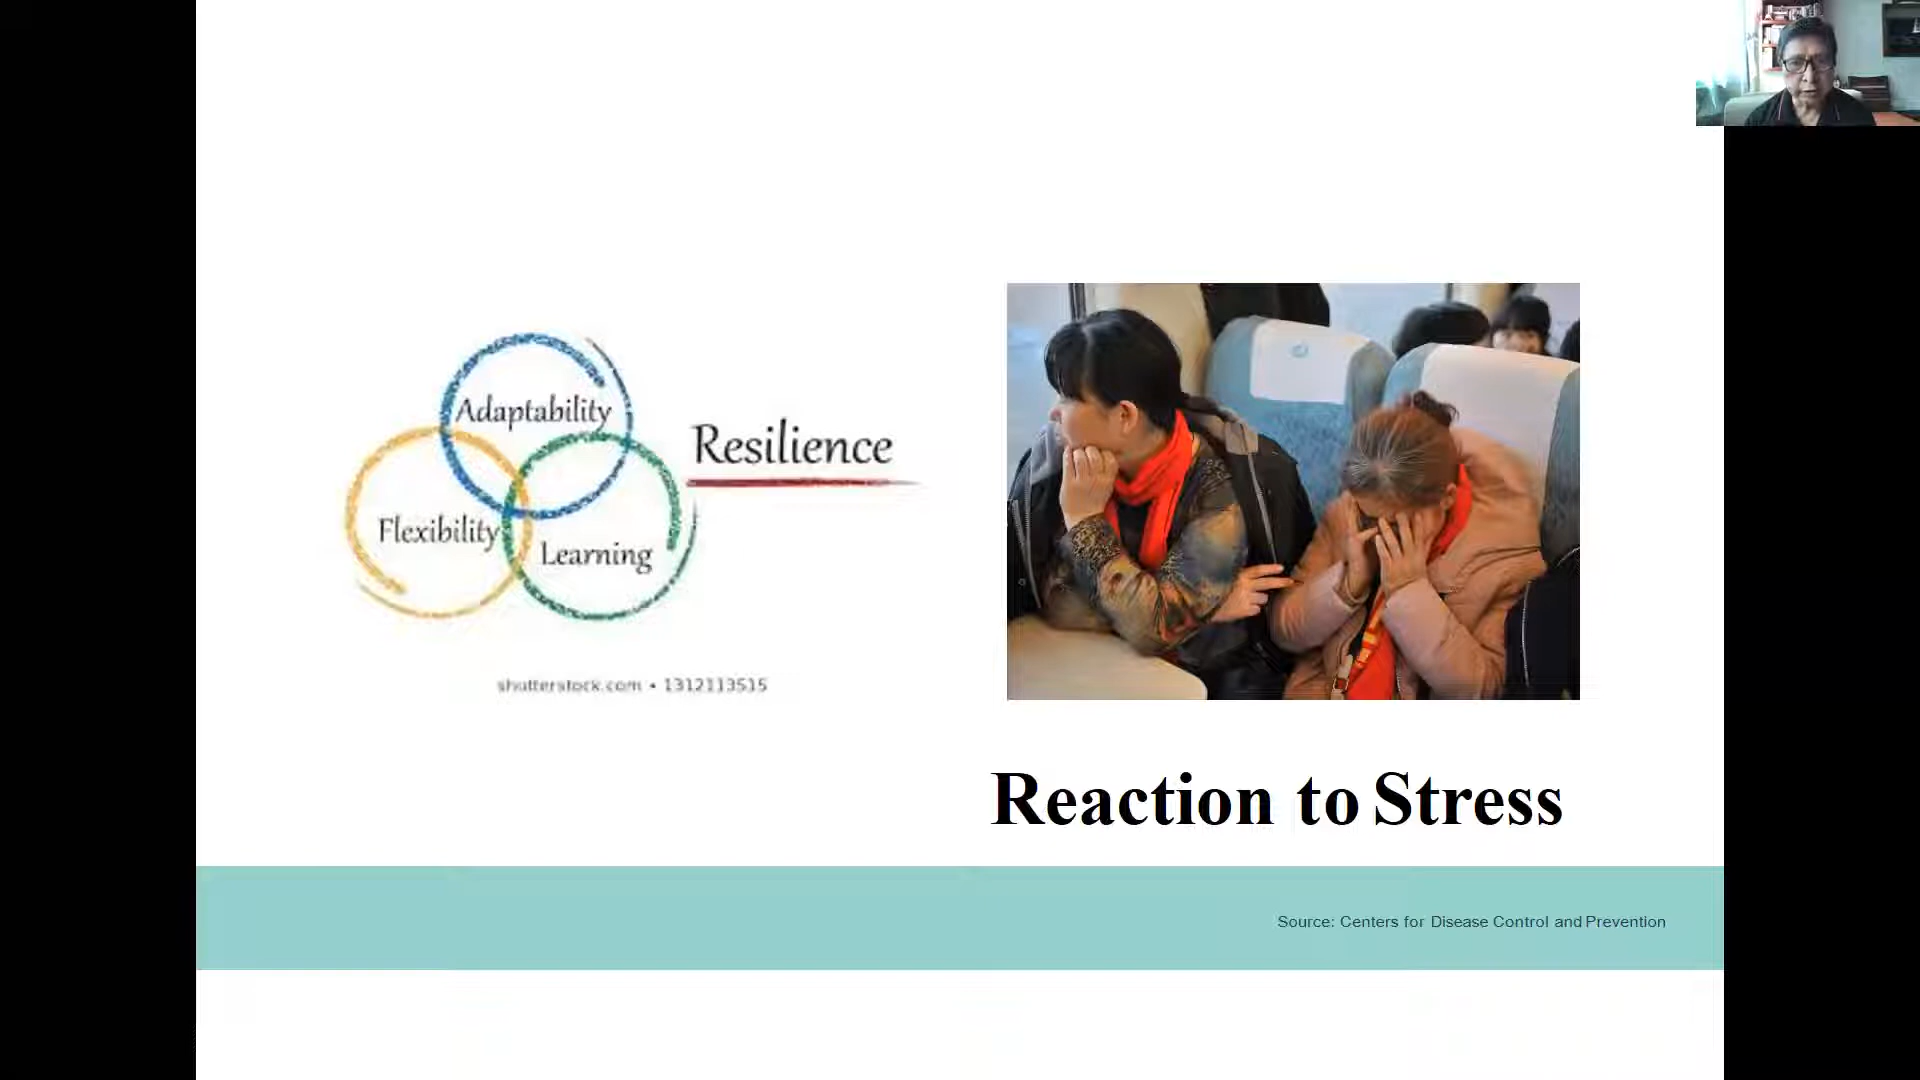 Adaptability
Resilience
Flexibility
Learning
shutterstock.com • 1312113515
Reaction to Stress
Source: Centers for Disease Control and Prevention